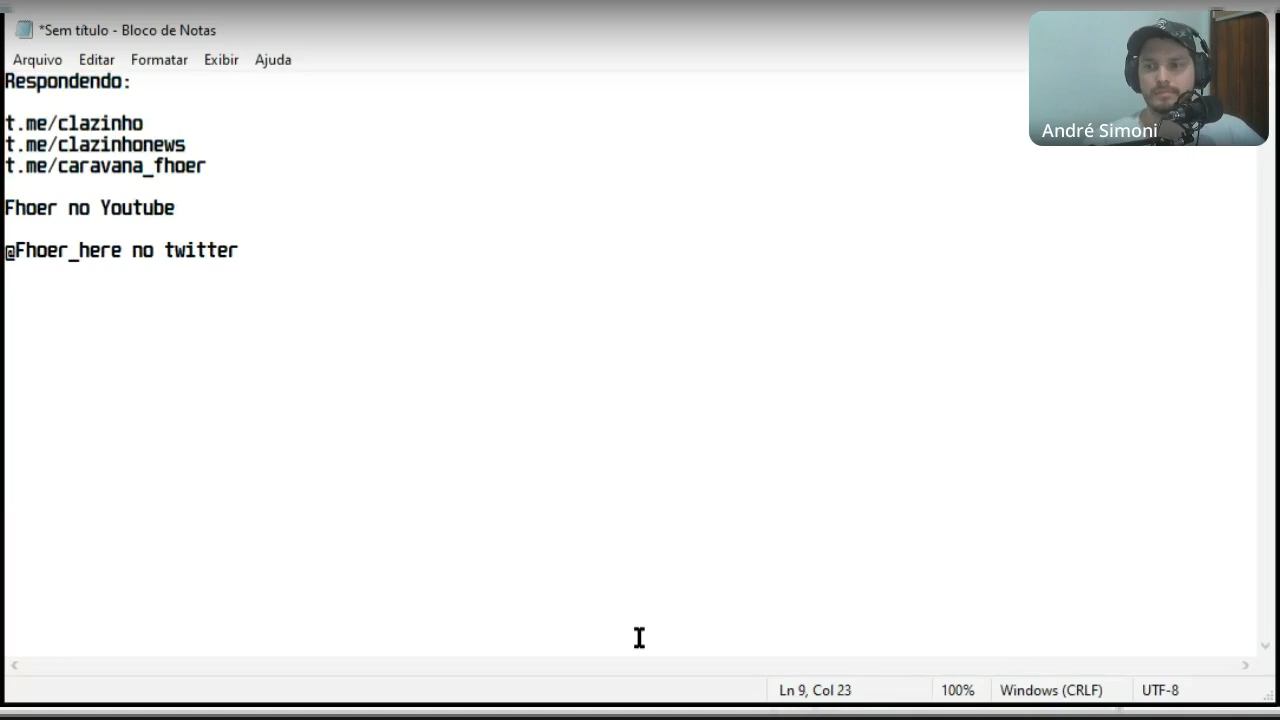 *Sem título - Bloco de Notas
Arquivo Editar Formatar Exibir Ajuda
Respondendo:
t.me/clazinho
t.me/clazinhonews
t.me/caravana_fhoer
Fhoer no Youtube
@Fhoer_here no twitter
André Simoni
Ln 9, Col 23 100% Windows (CRLF) UTF-8